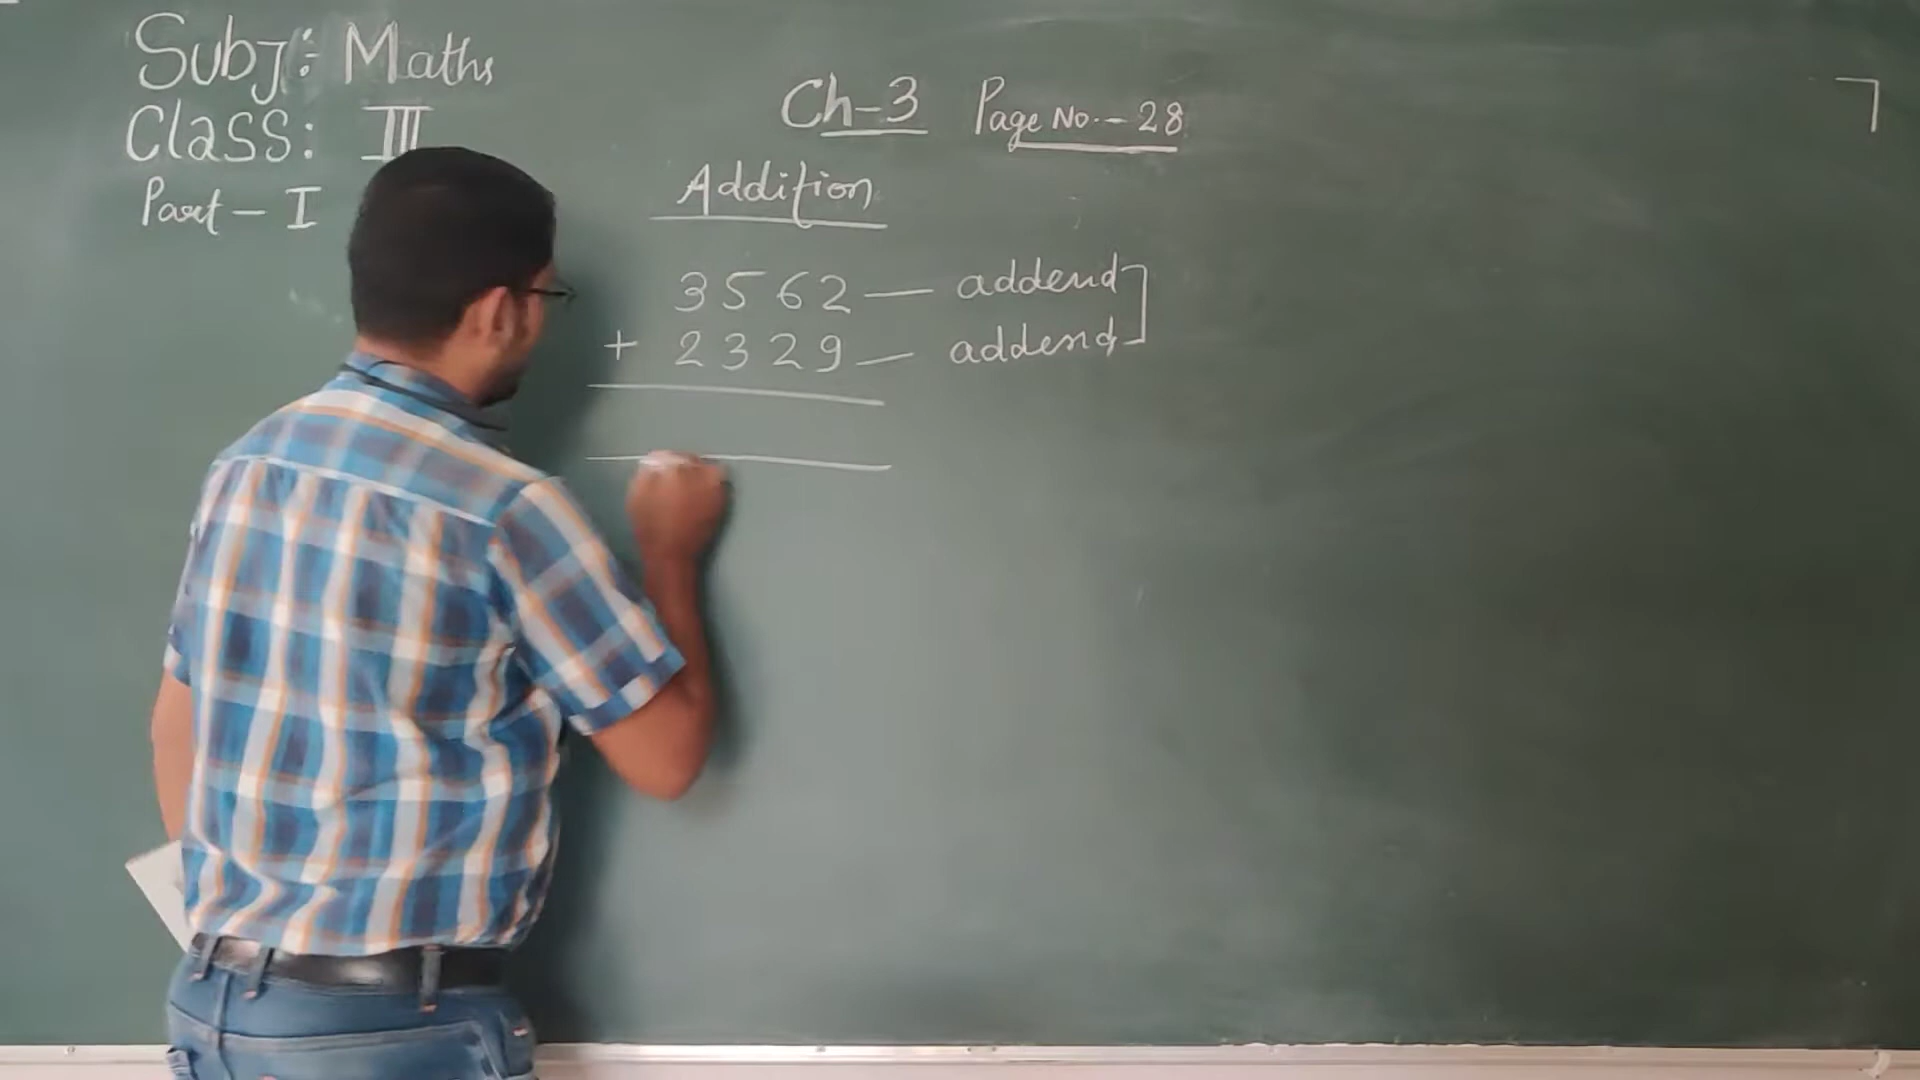 Subj: Maths
Class: III
Part - I
Ch-3 Page No. - 28
Addition
3562 — addend
+ 2329 — addend